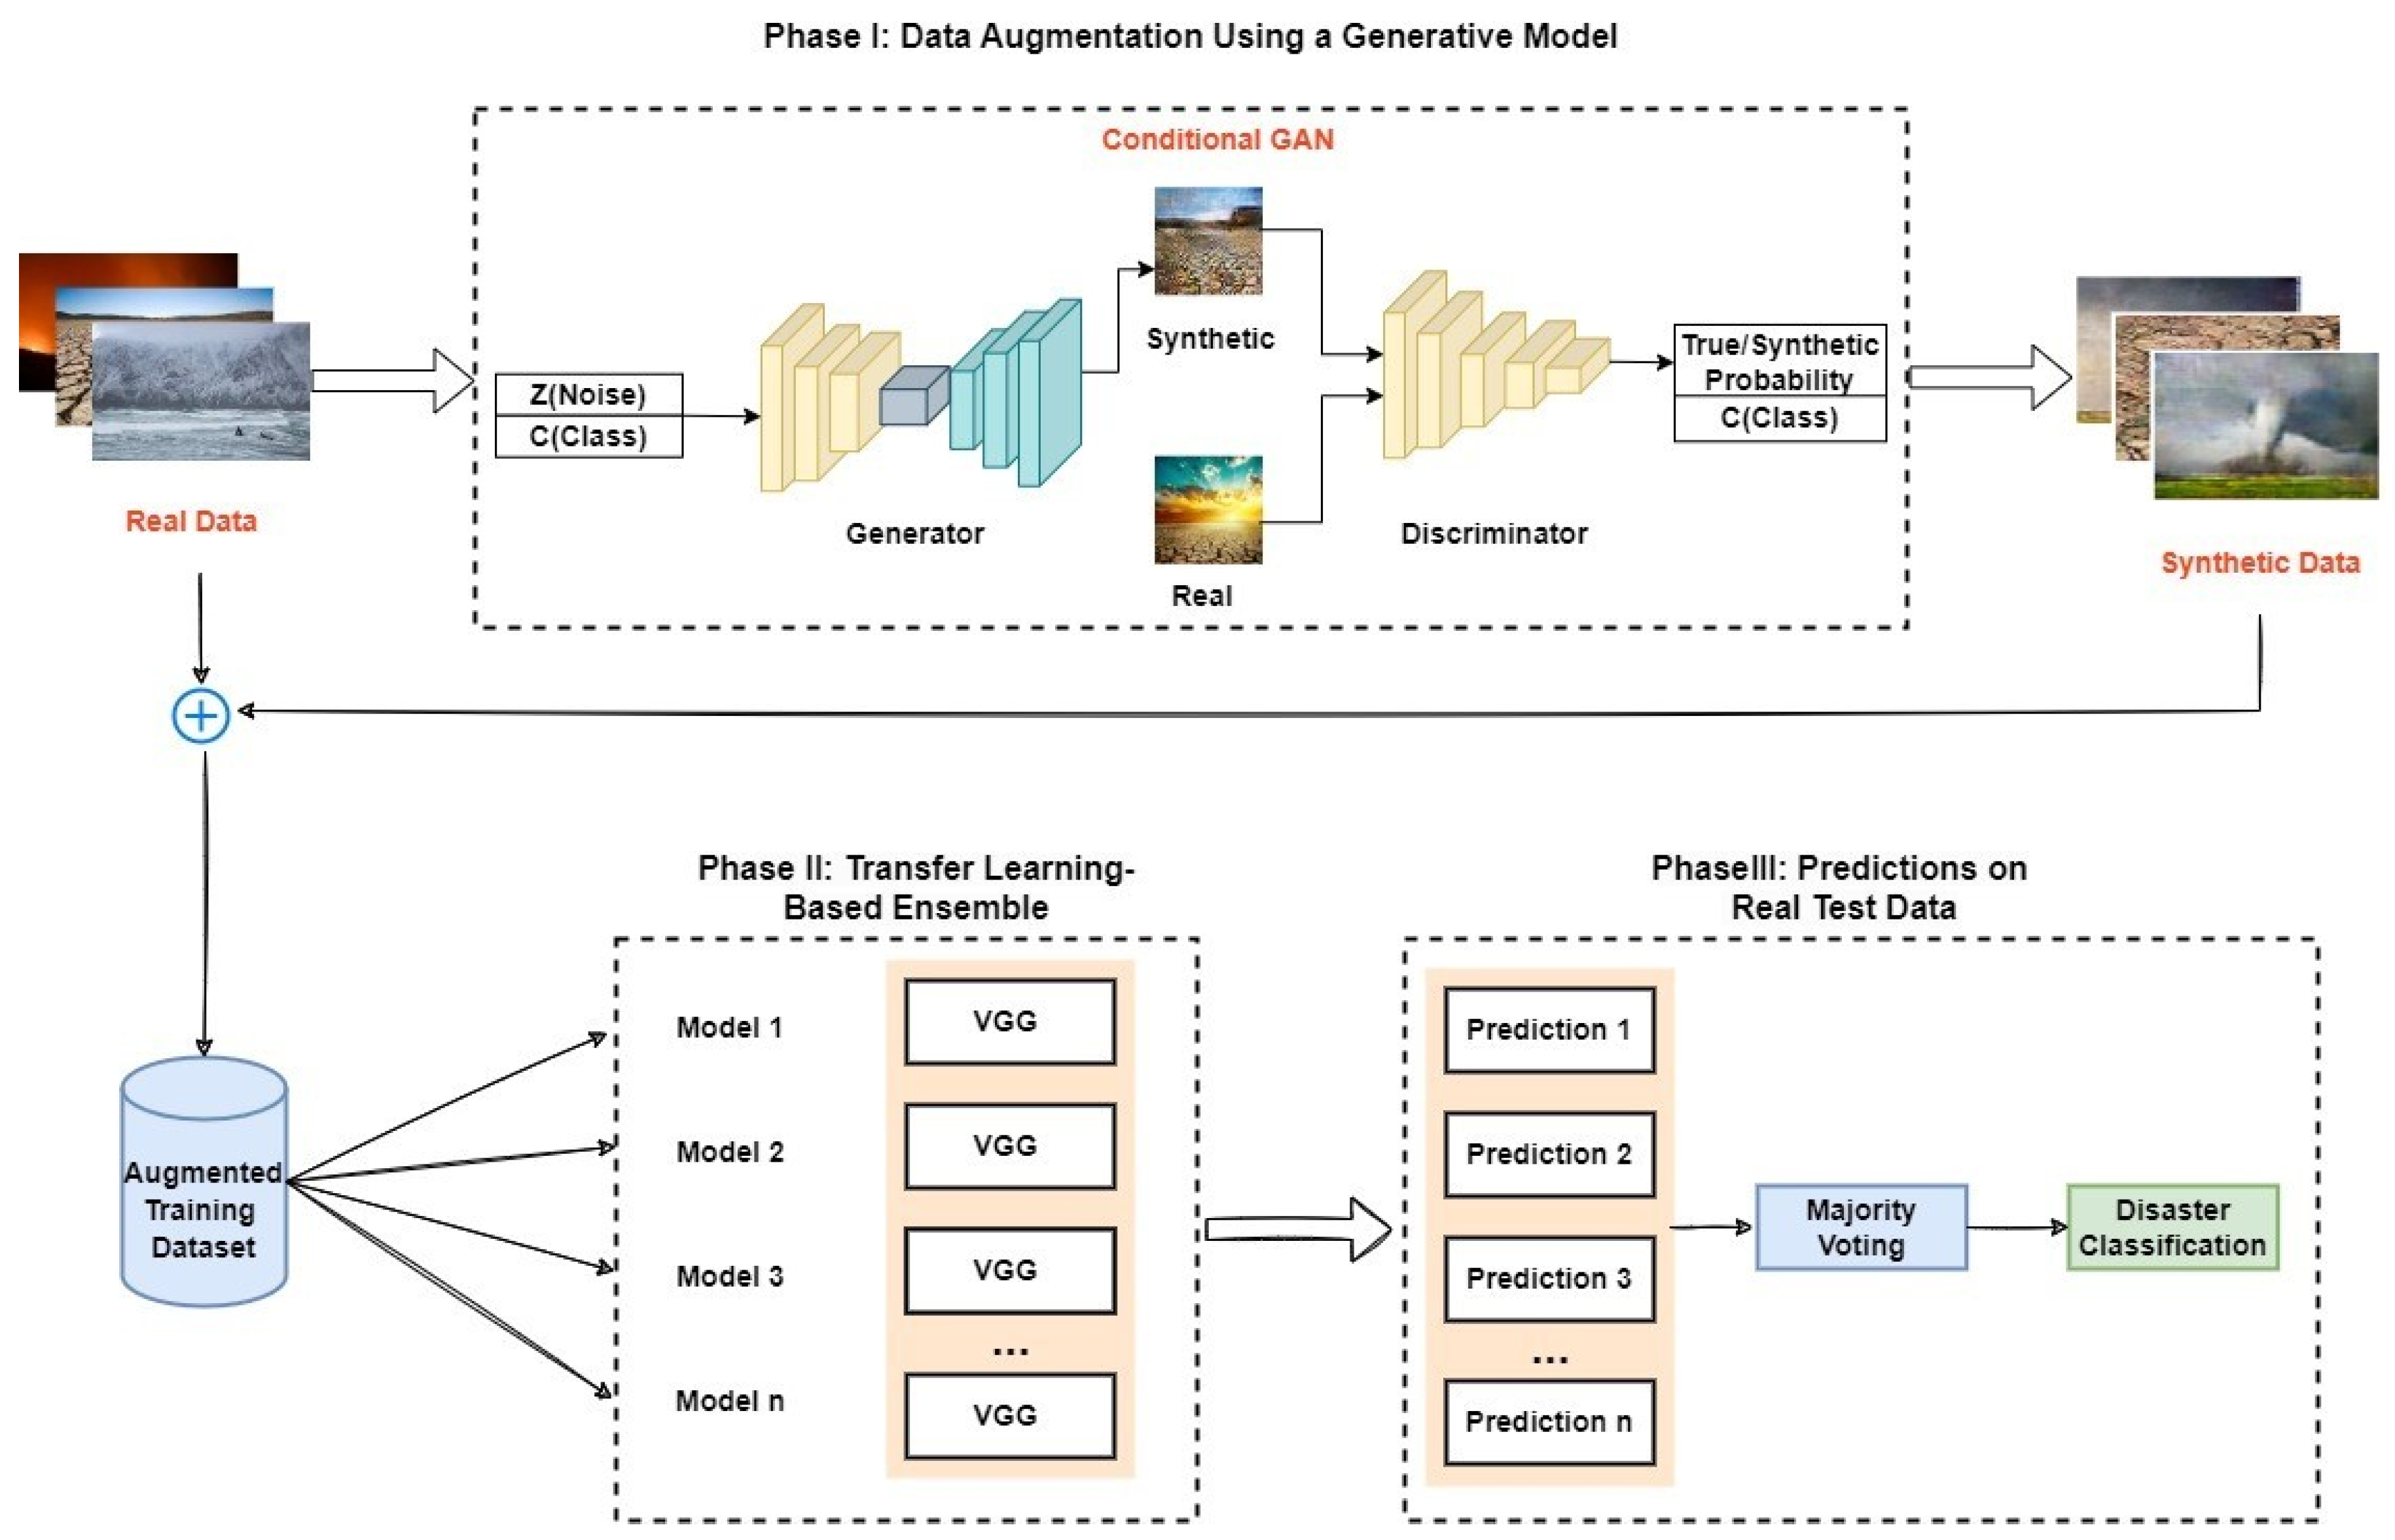 Phase I: Data Augmentation Using a Generative Model
Conditional GAN
Real Data
Z(Noise)
C(Class)
Generator
Synthetic
Real
Discriminator
True/Synthetic
Probability
C(Class)
Synthetic Data
Augmented
Training
Dataset
Phase II: Transfer Learning-
Based Ensemble
Model 1
VGG
Model 2
VGG
Model 3
VGG
...
Model n
VGG
PhaseIII: Predictions on
Real Test Data
Prediction 1
Prediction 2
Prediction 3
...
Prediction n
Majority
Voting
Disaster
Classification